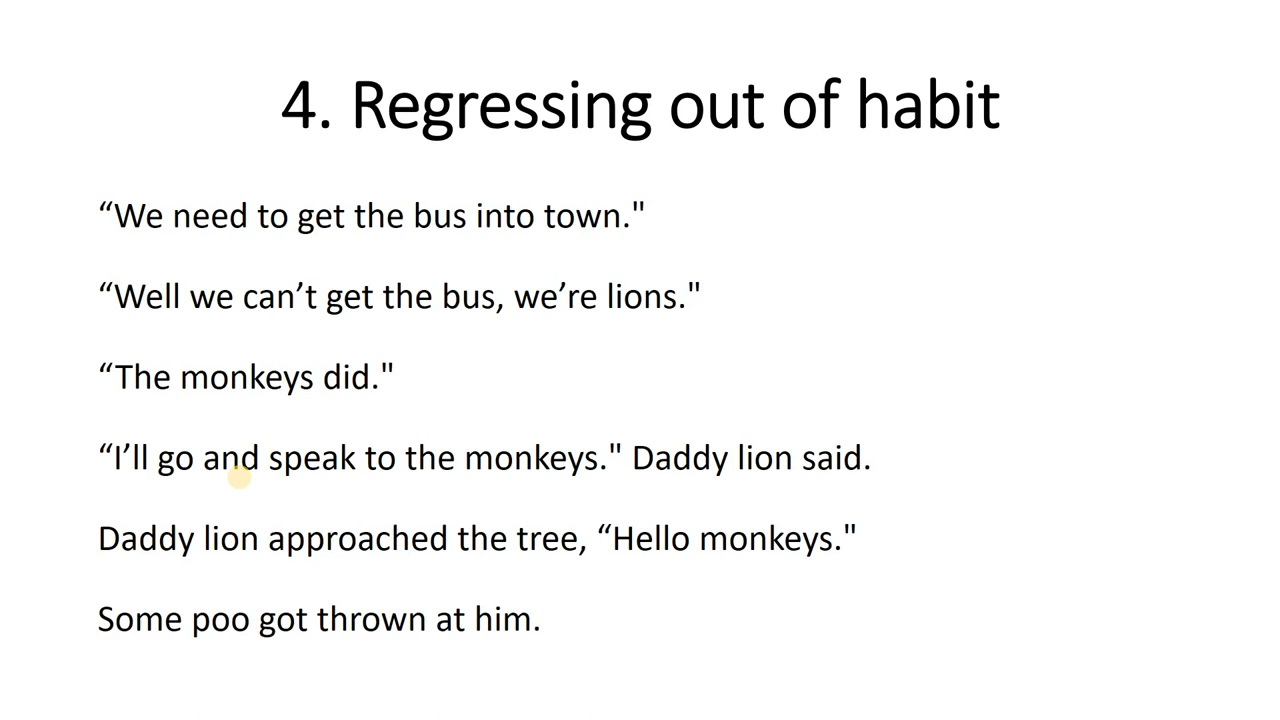 4. Regressing out of habit
“We need to get the bus into town."
“Well we can’t get the bus, we’re lions."
“The monkeys did."
“I’ll go and speak to the monkeys." Daddy lion said.
Daddy lion approached the tree, “Hello monkeys."
Some poo got thrown at him.